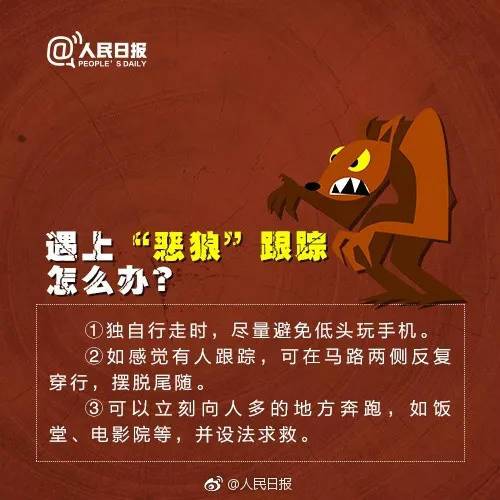 @人民日报
PEOPLE'S DAILY
遇上“恶狼”跟踪
怎么办?
①独自行走时，尽量避免低头玩手机。
②如感觉有人跟踪，可在马路两侧反复
穿行，摆脱尾随。
③可以立刻向人多的地方奔跑，如饭
堂、电影院等，并设法求救。
@人民日报